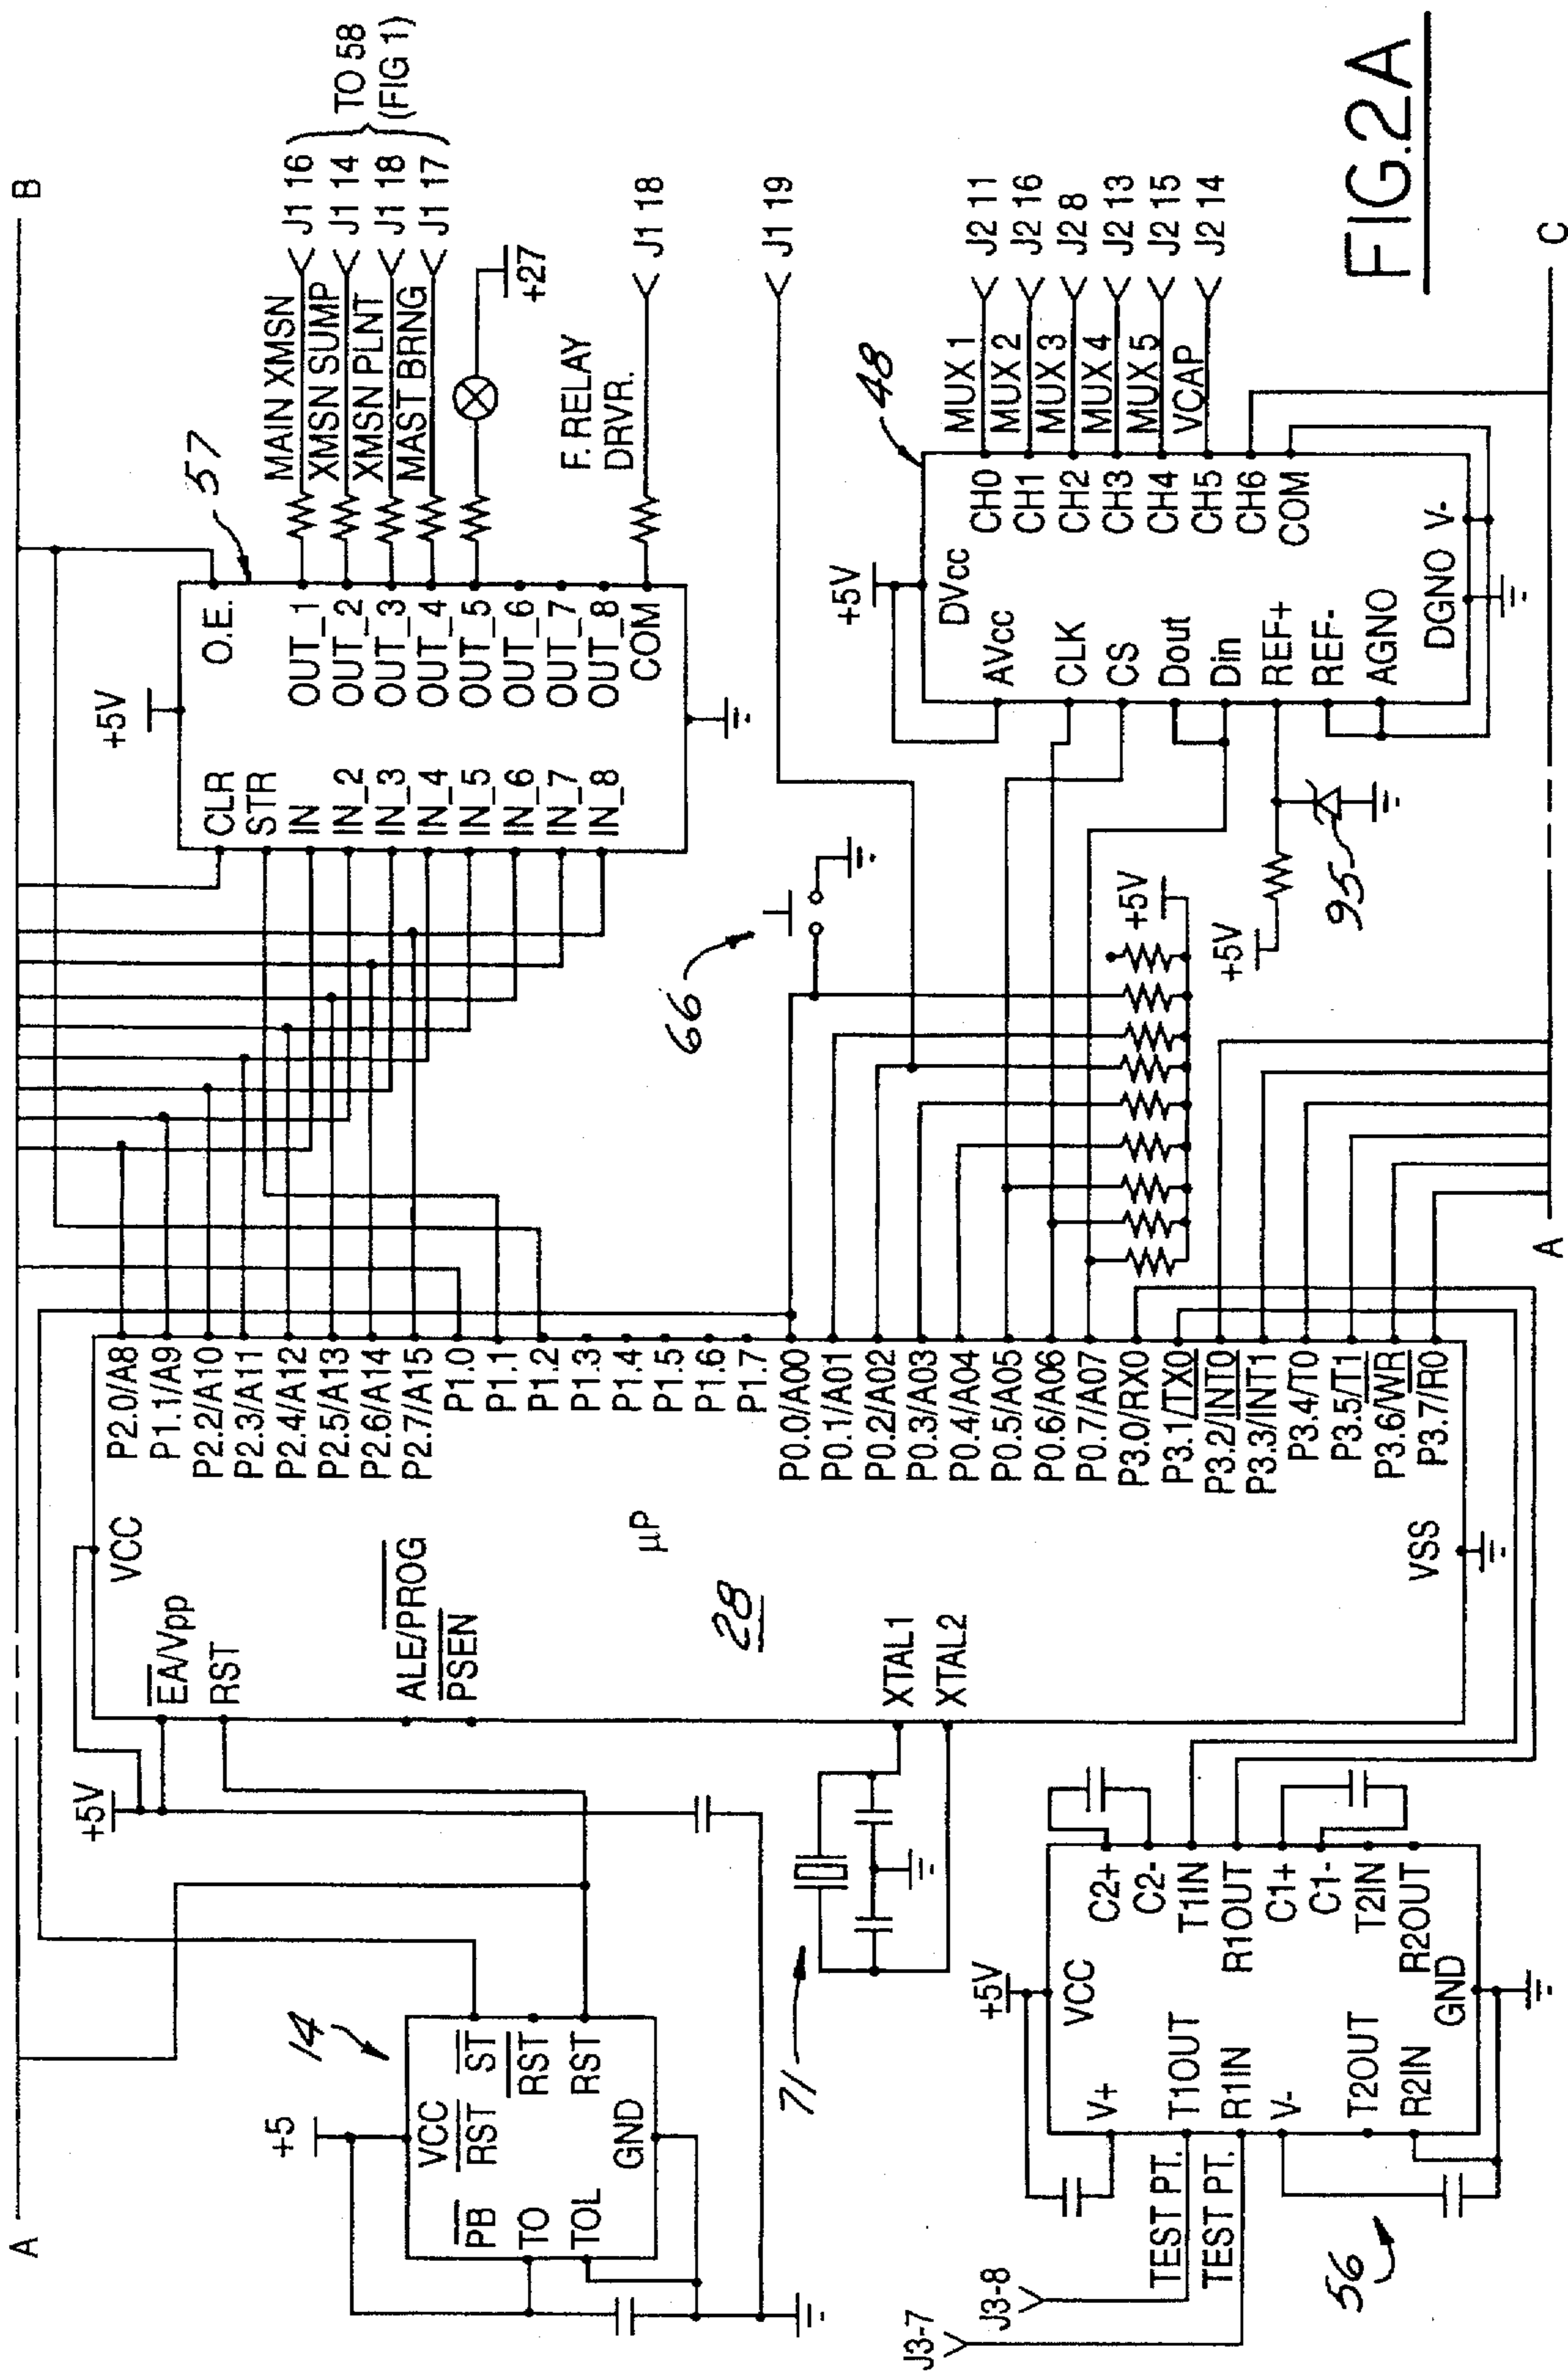 A
B
+5
VCC
RST
PB
TO
TOL
GND
ST
RST
RST
14
+5V
EA/Vpp
RST
ALE/PROG
PSEN
VCC
µP
28
XTAL1
XTAL2
VSS
71
P2.0/A8
P1.1/A9
P2.2/A10
P2.3/A11
P2.4/A12
P2.5/A13
P2.6/A14
P2.7/A15
P1.0
P1.1
P1.2
P1.3
P1.4
P1.5
P1.6
P1.7
P0.0/A00
P0.1/A01
P0.2/A02
P0.3/A03
P0.4/A04
P0.5/A05
P0.6/A06
P0.7/A07
P3.0/RX0
P3.1/TX0
P3.2/INT0
P3.3/INT1
P3.4/T0
P3.5/T1
P3.6/WR
P3.7/R0
+5V
57
CLR
STR
IN
IN_2
IN_3
IN_4
IN_5
IN_6
IN_7
IN_8
O.E.
OUT_1
OUT_2
OUT_3
OUT_4
OUT_5
OUT_6
OUT_7
OUT_8
COM
MAIN XMSN
XMSN SUMP
XMSN PLNT
MAST BRNG
J1 16
J1 14
J1 18
J1 17
TO 58
(FIG 1)
+27
F. RELAY
DRVR.
J1 18
J1 19
66
+5V
+5V
95
+5V
48
DVcc
AVcc
CLK
CS
Dout
Din
REF+
REF-
AGNO
DGNO V-
CH0
CH1
CH2
CH3
CH4
CH5
CH6
COM
MUX 1
MUX 2
MUX 3
MUX 4
MUX 5
VCAP
J2 11
J2 16
J2 8
J2 13
J2 15
J2 14
J3-7
J3-8
TEST PT.
TEST PT.
56
+5V
VCC
V+
T1OUT
R1IN
V-
T2OUT
R2IN
GND
C2+
C2-
T1IN
R1OUT
C1+
C1-
T2IN
R2OUT
A
C
FIG.2A